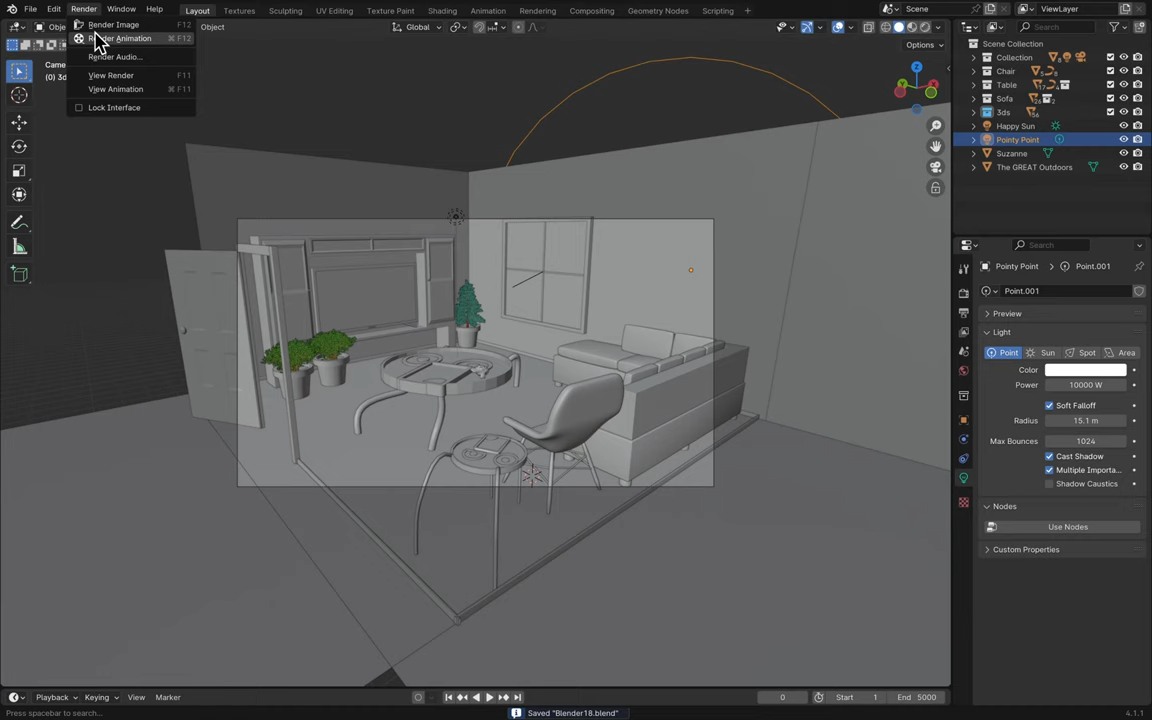 File Edit Render Window Help Layout Textures Sculpting UV Editing Texture Paint Shading Animation Rendering Compositing Geometry Nodes Scripting + Scene ViewLayer
Object Global Search
Render Image F12
Animation ⌘ F12
Render Audio...
View Render F11
View Animation ⌘ F11
Lock Interface
Options
(0) 3d
Z
Y
X
Scene Collection
Collection
Chair
Table
Sofa
3ds
Happy Sun
Pointy Point
Suzanne
The GREAT Outdoors
Search
Pointy Point > Point.001
Point.001
Preview
Light
Point Sun Spot Area
Color
Power 10000 W
Soft Falloff
Radius 15.1 m
Max Bounces 1024
Cast Shadow
Multiple Importa...
Shadow Caustics
Nodes
Use Nodes
Custom Properties
Playback Keying View Marker 0 Start 1 End 5000
Press spacebar to search... Saved "Blender18.blend" 4.1.1